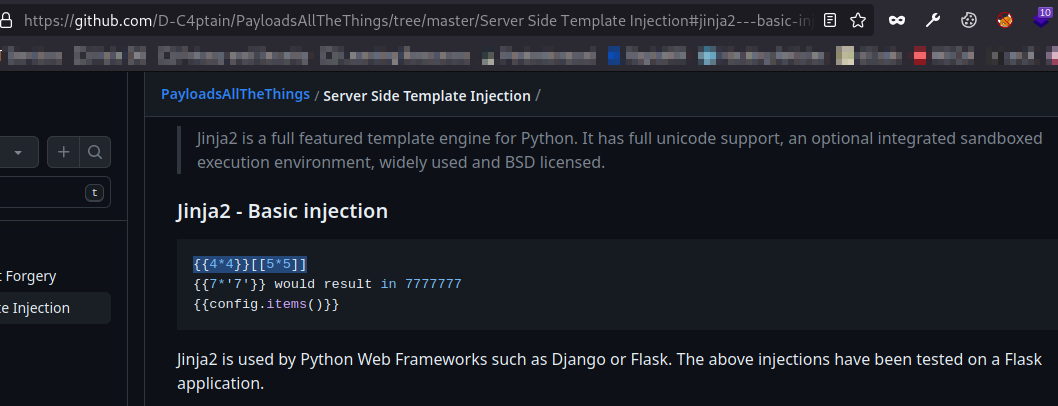 https://github.com/D-C4ptain/PayloadsAllTheThings/tree/master/Server Side Template Injection#jinja2---basic-in
10
PayloadsAllTheThings / Server Side Template Injection /
Jinja2 is a full featured template engine for Python. It has full unicode support, an optional integrated sandboxed
execution environment, widely used and BSD licensed.
t
Jinja2 - Basic injection
{{4*4}}[[5*5]]
{{7*'7'}} would result in 7777777
{{config.items()}}
t Forgery
te Injection
Jinja2 is used by Python Web Frameworks such as Django or Flask. The above injections have been tested on a Flask
application.